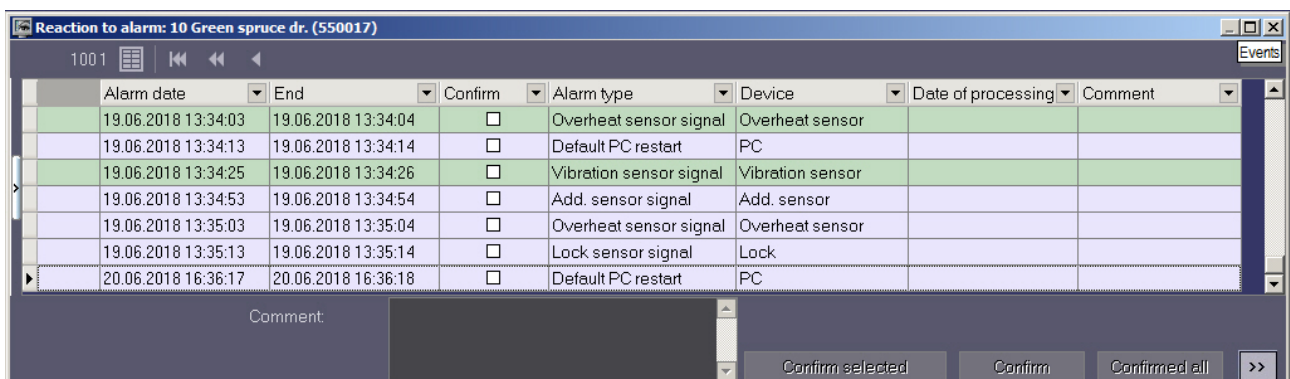 Reaction to alarm: 10 Green spruce dr. (550017)
1001
Events
Alarm date End Confirm Alarm type Device Date of processing Comment
19.06.2018 13:34:03 19.06.2018 13:34:04 Overheat sensor signal Overheat sensor
19.06.2018 13:34:13 19.06.2018 13:34:14 Default PC restart PC
19.06.2018 13:34:25 19.06.2018 13:34:26 Vibration sensor signal Vibration sensor
19.06.2018 13:34:53 19.06.2018 13:34:54 Add. sensor signal Add. sensor
19.06.2018 13:35:03 19.06.2018 13:35:04 Overheat sensor signal Overheat sensor
19.06.2018 13:35:13 19.06.2018 13:35:14 Lock sensor signal Lock
20.06.2018 16:36:17 20.06.2018 16:36:18 Default PC restart PC
Comment:
Confirm selected Confirm Confirmed all >>